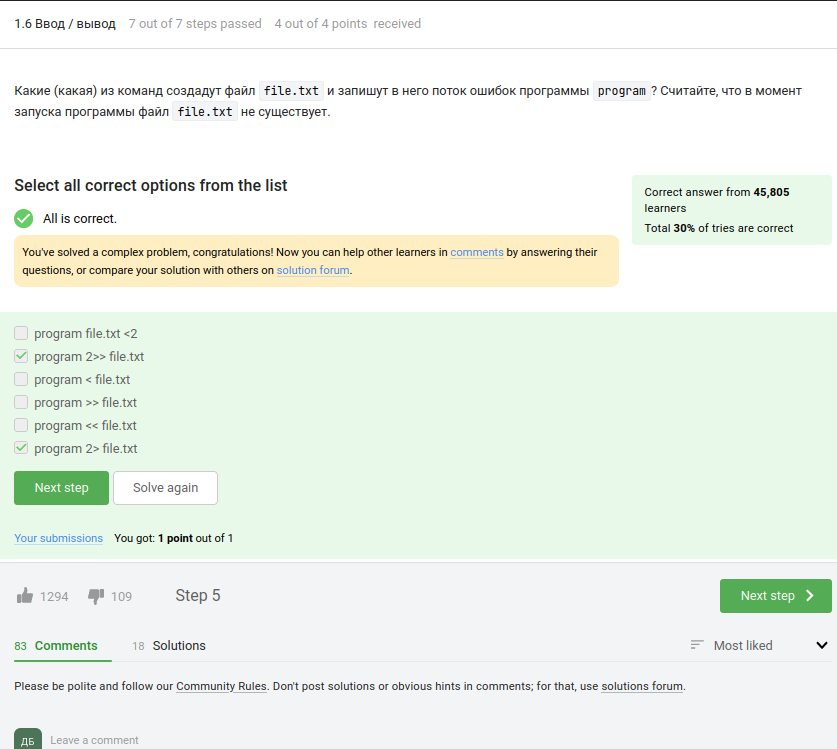 1.6 Ввод / вывод 7 out of 7 steps passed 4 out of 4 points received
Какие (какая) из команд создадут файл file.txt и запишут в него поток ошибок программы program ? Считайте, что в момент
запуска программы файл file.txt не существует.
Select all correct options from the list
All is correct.
You've solved a complex problem, congratulations! Now you can help other learners in comments by answering their
questions, or compare your solution with others on solution forum.
Correct answer from 45,805
learners
Total 30% of tries are correct
program file.txt <2
program 2>> file.txt
program < file.txt
program >> file.txt
program << file.txt
program 2> file.txt
Next step Solve again
Your submissions You got: 1 point out of 1
1294 109 Step 5 Next step
83 Comments 18 Solutions Most liked
Please be polite and follow our Community Rules. Don't post solutions or obvious hints in comments; for that, use solutions forum.
ДБ Leave a comment